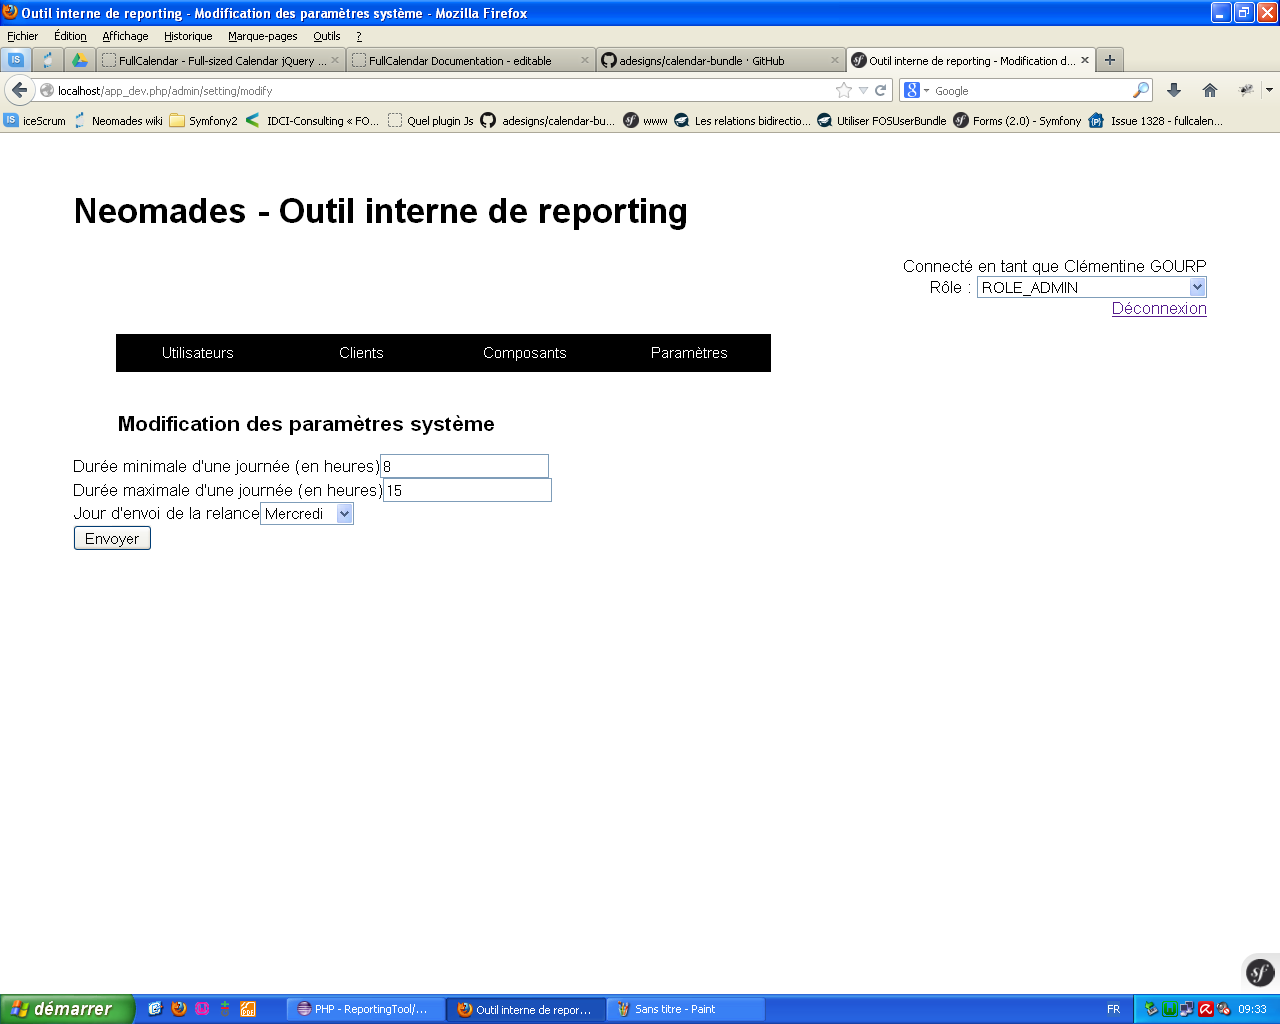 Outil interne de reporting - Modification des paramètres système - Mozilla Firefox
Fichier Édition Affichage Historique Marque-pages Outils ?
IS FullCalendar - Full-sized Calendar jQuery ... FullCalendar Documentation - editable adesigns/calendar-bundle · GitHub Outil interne de reporting - Modification d...
localhost/app_dev.php/admin/setting/modify Google
IS iceScrum Neomades wiki Symfony2 IDCI-Consulting « FO... Quel plugin Js adesigns/calendar-bu... www Les relations bidirectio... Utiliser FOSUserBundle Forms (2.0) - Symfony Issue 1328 - fullcalen...
Neomades - Outil interne de reporting
Connecté en tant que Clémentine GOURP
Rôle : ROLE_ADMIN
Déconnexion
Utilisateurs Clients Composants Paramètres
Modification des paramètres système
Durée minimale d'une journée (en heures) 8
Durée maximale d'une journée (en heures) 15
Jour d'envoi de la relance Mercredi
Envoyer
sf
démarrer PHP - ReportingTool/... Outil interne de repor... Sans titre - Paint FR 09:33